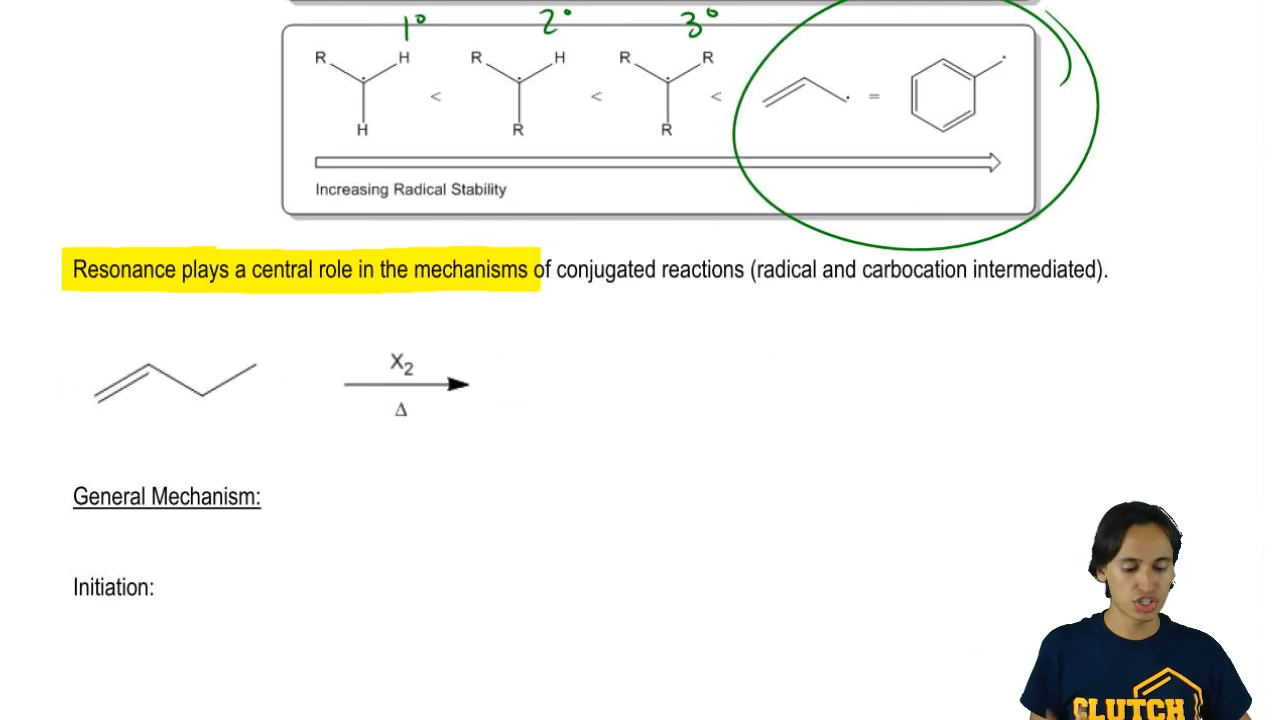 1° 2° 3°
R H R H R R
< < < =
H R R
Increasing Radical Stability
Resonance plays a central role in the mechanisms of conjugated reactions (radical and carbocation intermediated).
X₂
Δ
General Mechanism:
Initiation:
CLUTCH